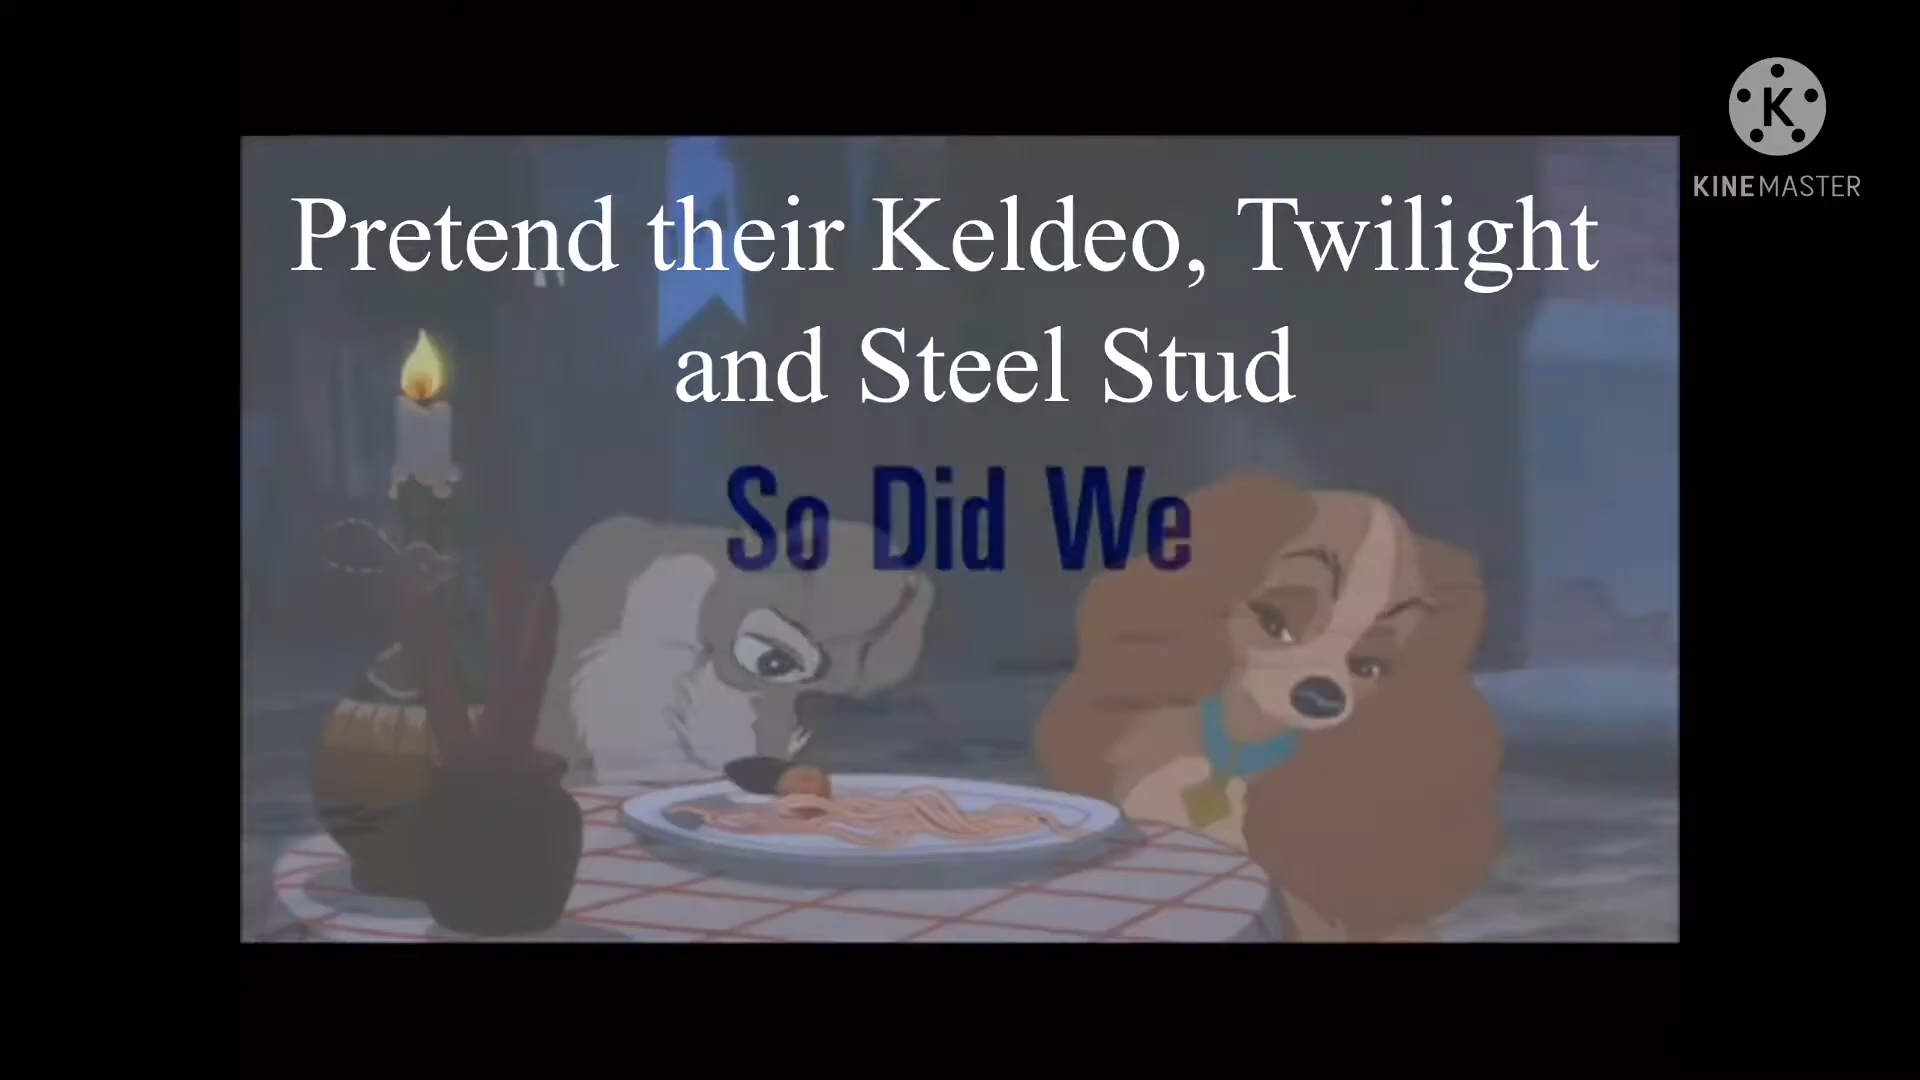 KINEMASTER
Pretend their Keldeo, Twilight
and Steel Stud
So Did We